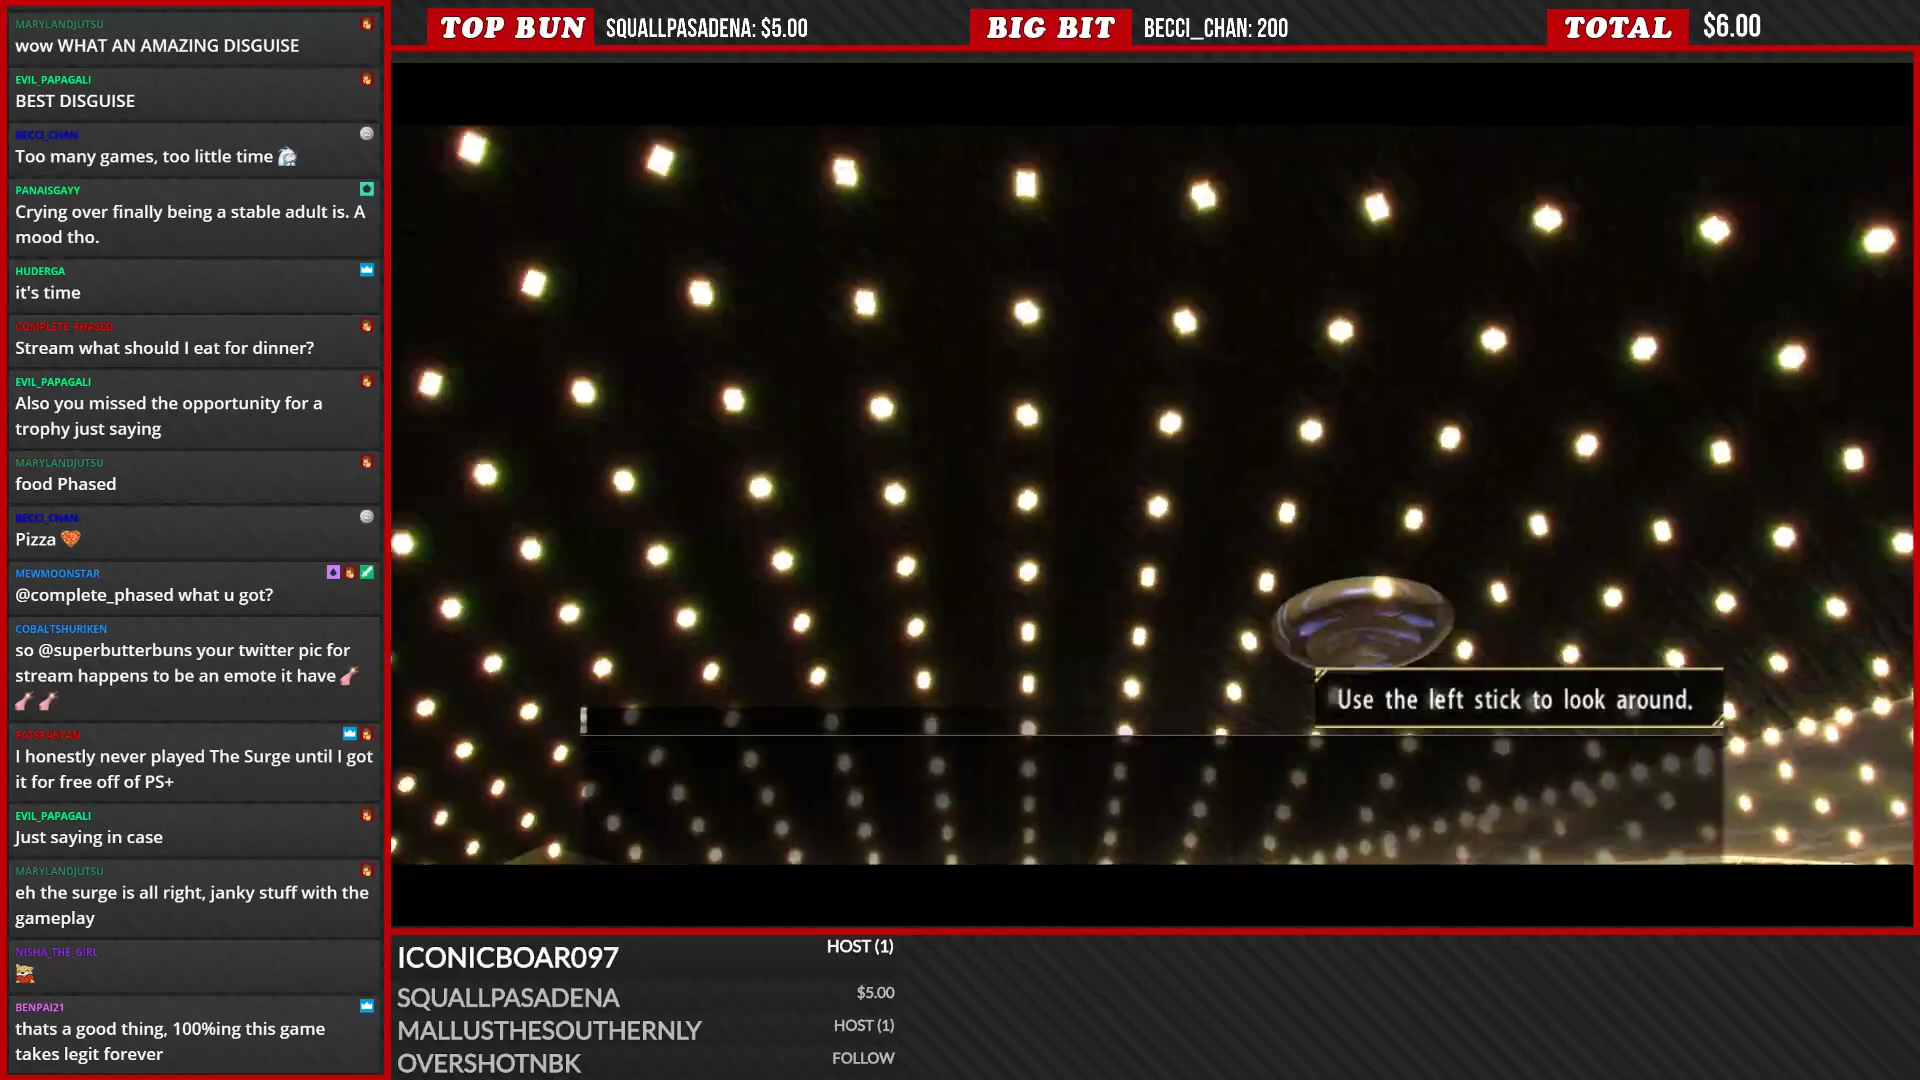 TOP BUN SQUALLPASADENA: $5.00 BIG BIT BECCI_CHAN: 200 TOTAL $6.00
MARYLANDJUTSU
wow WHAT AN AMAZING DISGUISE
EVIL_PAPAGALI
BEST DISGUISE
BECCI_CHAN
Too many games, too little time
PANAISGAYY
Crying over finally being a stable adult is. A
mood tho.
HUDERGA
it's time
COMPLETE_PHASED
Stream what should I eat for dinner?
EVIL_PAPAGALI
Also you missed the opportunity for a
trophy just saying
MARYLANDJUTSU
food Phased
BECCI_CHAN
Pizza
MEWMOONSTAR
@complete_phased what u got?
COBALTSHURIKEN
so @superbutterbuns your twitter pic for
stream happens to be an emote it have
FATSPARTAN
I honestly never played The Surge until I got
it for free off of PS+
EVIL_PAPAGALI
Just saying in case
MARYLANDJUTSU
eh the surge is all right, janky stuff with the
gameplay
NISHA_THE_GIRL
BENPAI21
thats a good thing, 100%ing this game
takes legit forever
Use the left stick to look around.
ICONICBOAR097 HOST (1)
SQUALLPASADENA $5.00
MALLUSTHESOUTHERNLY HOST (1)
OVERSHOTNBK FOLLOW